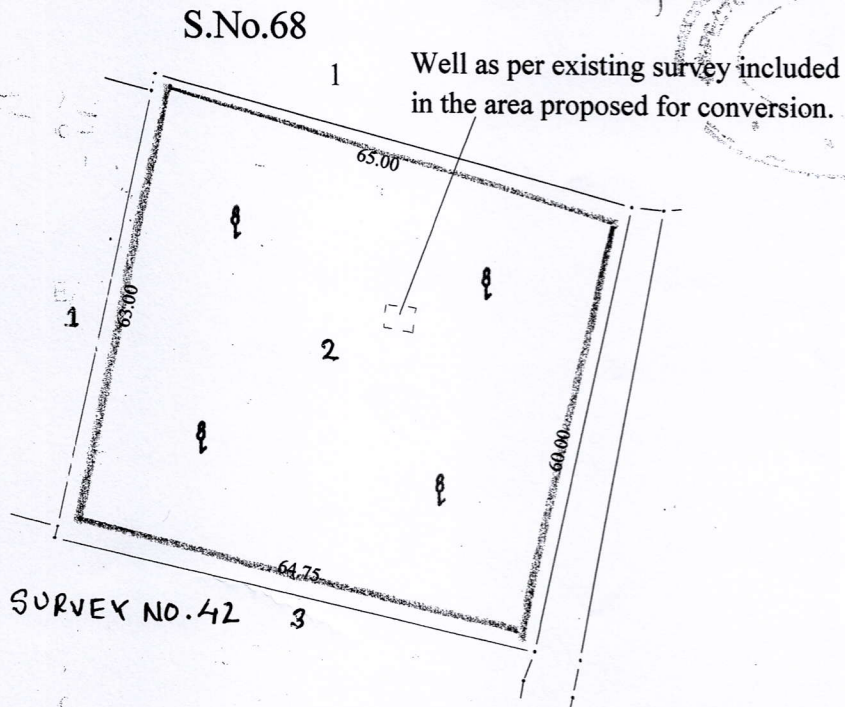 S.No.68
1
Well as per existing survey included
in the area proposed for conversion.
65.00
63.00
1
2
60.00
64.75
SURVEY NO.42
3